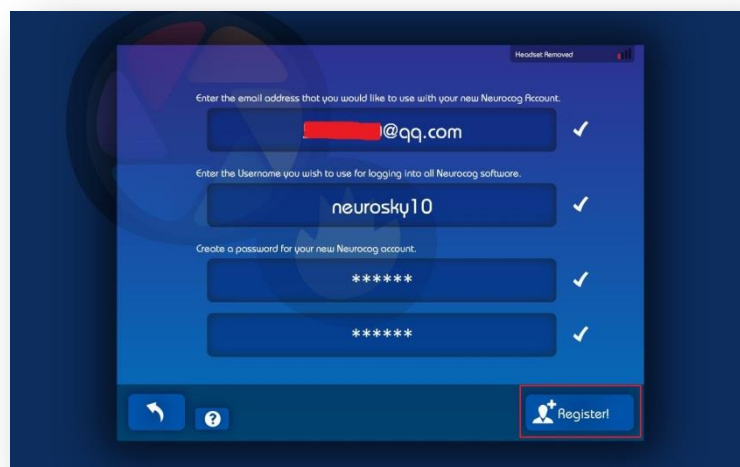 Headset Removed
Enter the email address that you would like to use with your new Neurocog Account.
@qq.com
Enter the Username you wish to use for logging into all Neurocog software.
neurosky10
Create a password for your new Neurocog account.
******
******
?
Register!